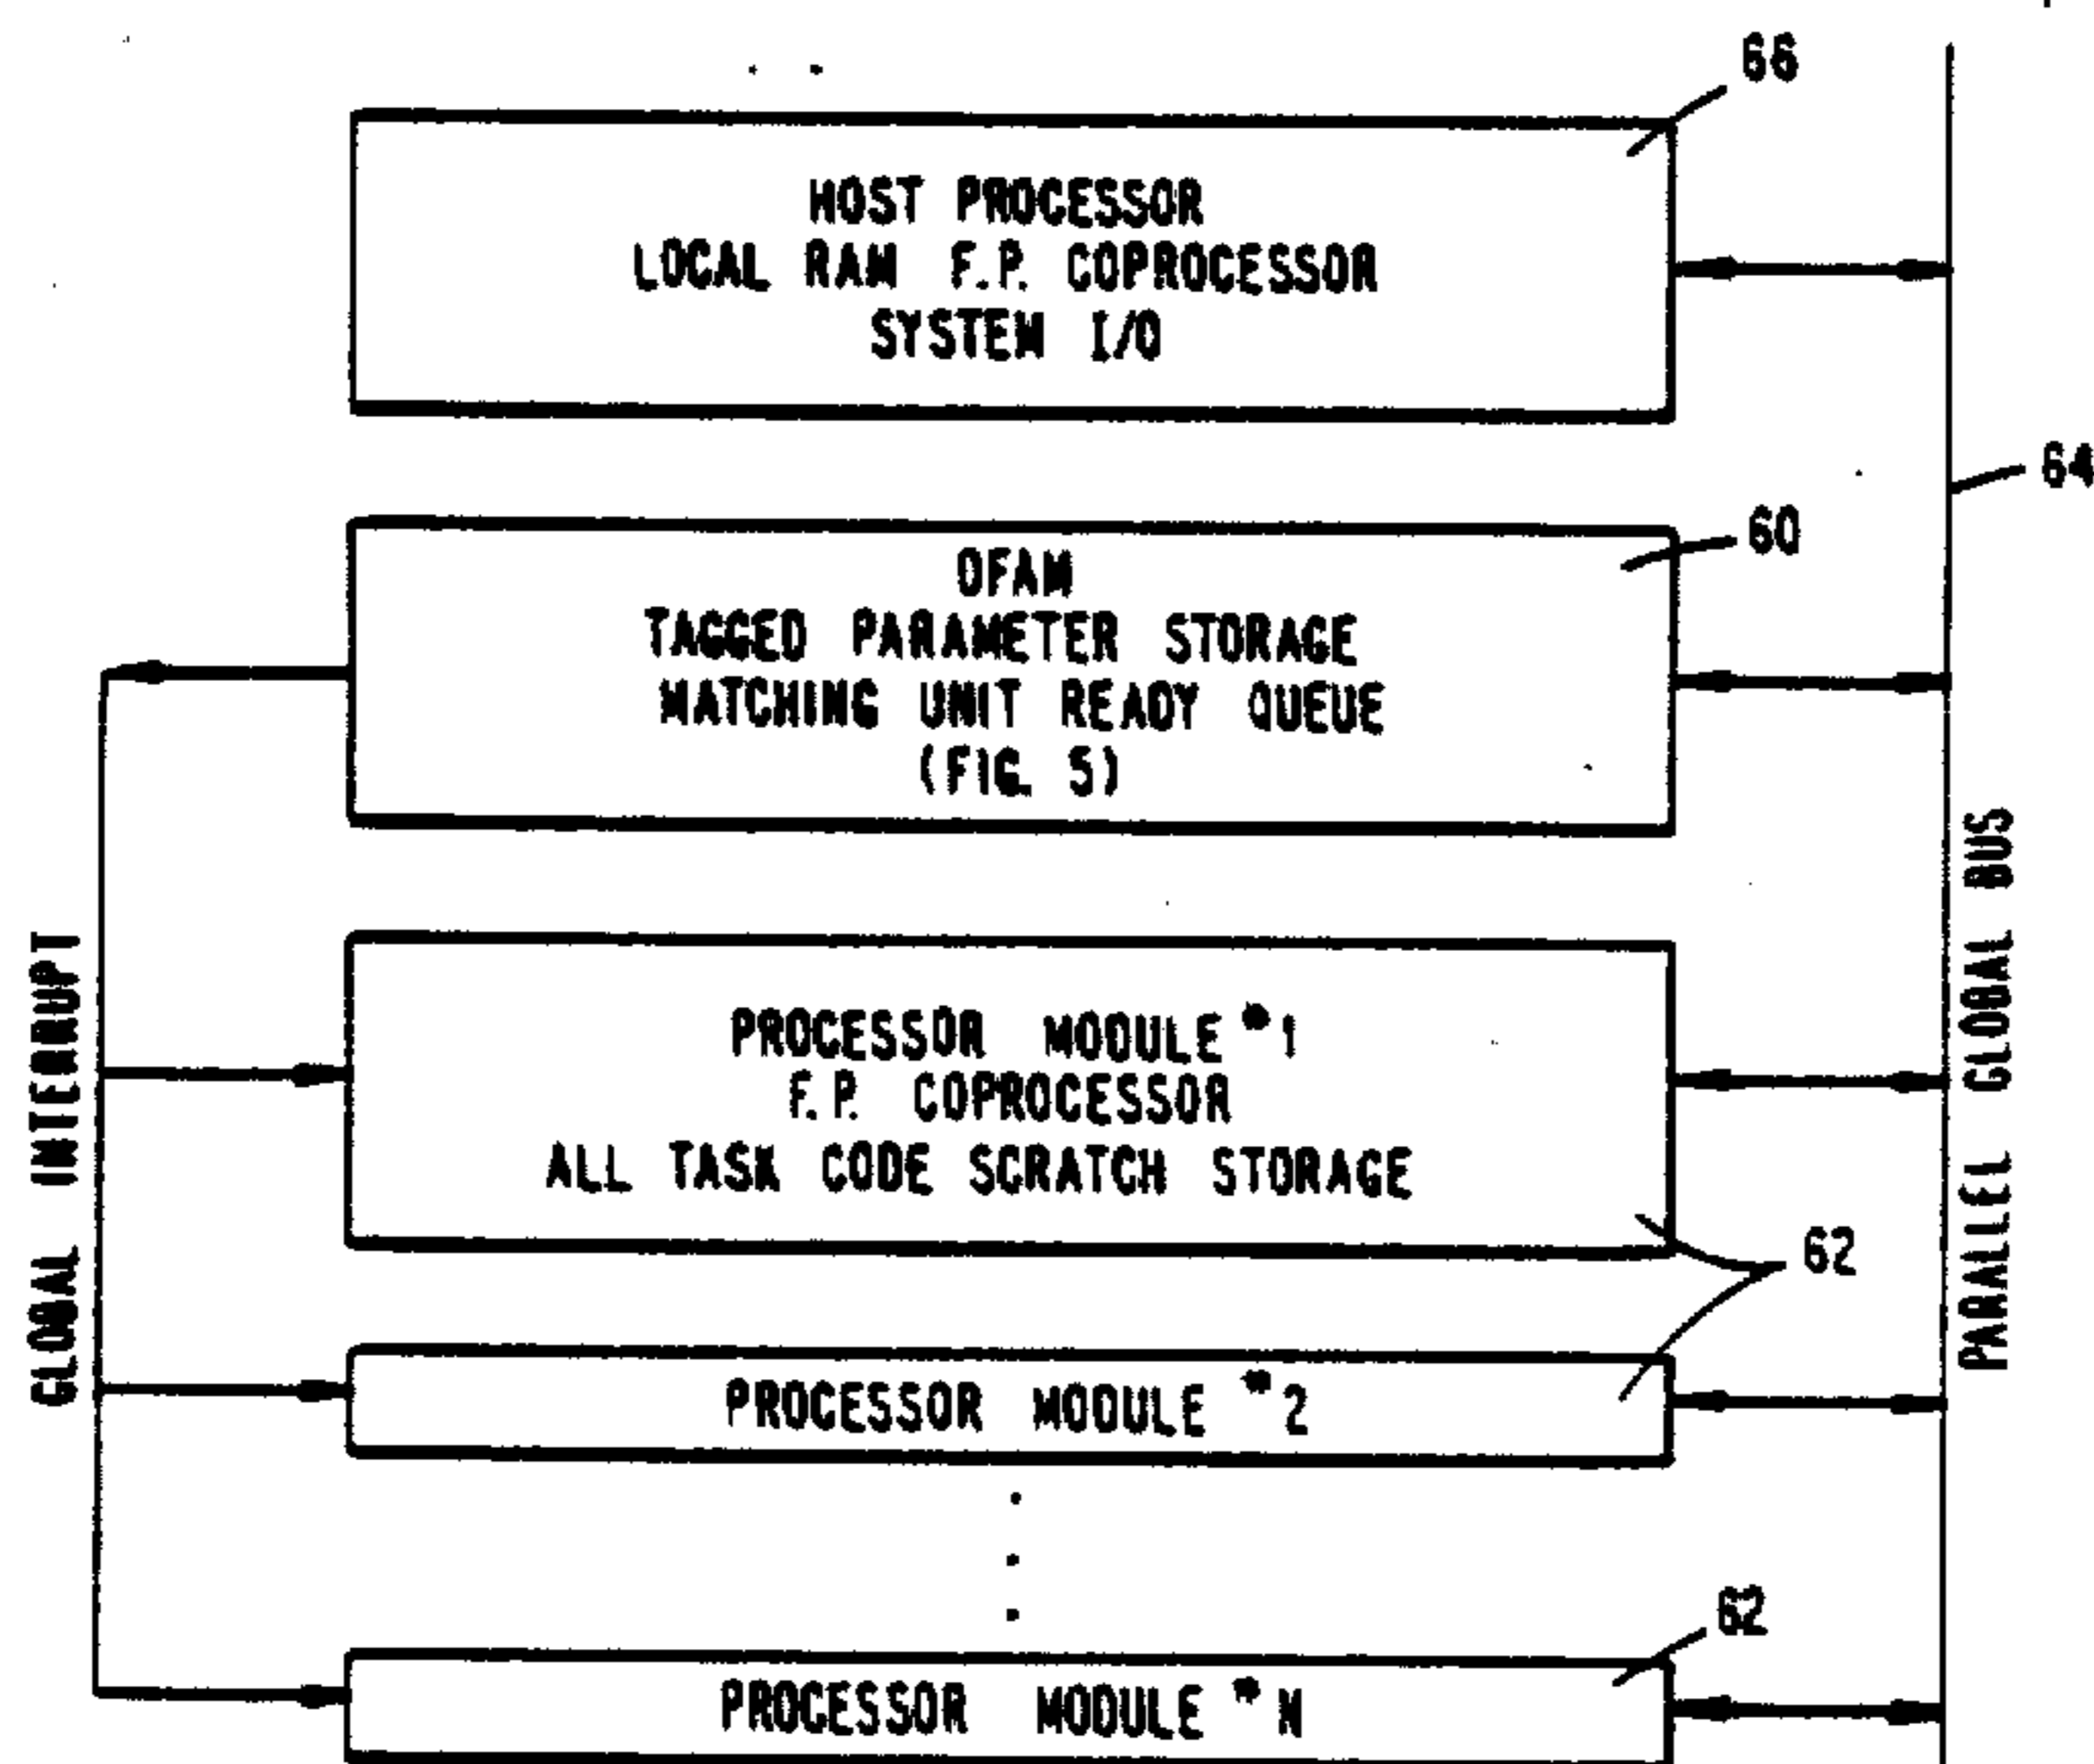 66
HOST PROCESSOR
LOCAL RAM F.P. COPROCESSOR
SYSTEM I/O
64
60
DFAM
TAGGED PARAMETER STORAGE
MATCHING UNIT READY QUEUE
(FIG. 5)
GLOBAL INTERRUPT
PARALLEL GLOBAL BUS
PROCESSOR MODULE #1
F.P. COPROCESSOR
ALL TASK CODE SCRATCH STORAGE
62
PROCESSOR MODULE #2
62
PROCESSOR MODULE #N